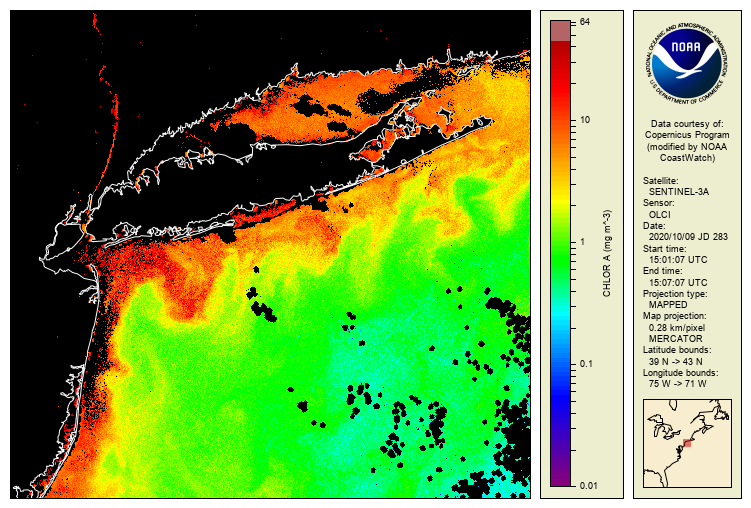 64
10
1
0.1
0.01
CHLOR A (mg m^-3)
NATIONAL OCEANIC AND ATMOSPHERIC ADMINISTRATION
NOAA
U.S. DEPARTMENT OF COMMERCE
Data courtesy of:
Copernicus Program
(modified by NOAA
CoastWatch)
Satellite:
SENTINEL-3A
Sensor:
OLCI
Date:
2020/10/09 JD 283
Start time:
15:01:07 UTC
End time:
15:07:07 UTC
Projection type:
MAPPED
Map projection:
0.28 km/pixel
MERCATOR
Latitude bounds:
39 N -> 43 N
Longitude bounds:
75 W -> 71 W